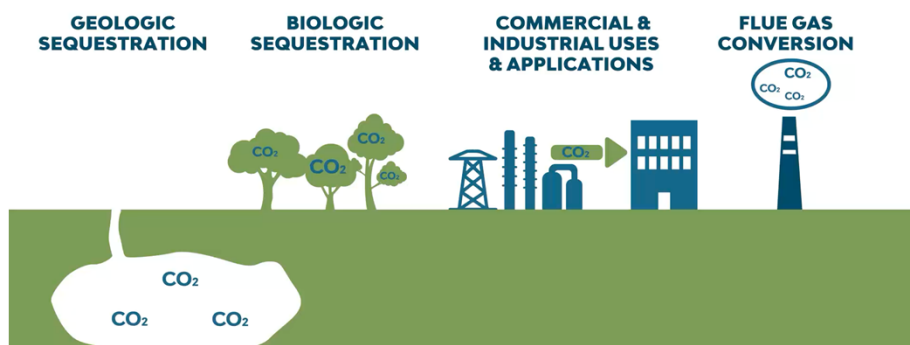 GEOLOGIC
SEQUESTRATION
BIOLOGIC
SEQUESTRATION
COMMERCIAL &
INDUSTRIAL USES
& APPLICATIONS
FLUE GAS
CONVERSION
CO₂
CO₂
CO₂
CO₂
CO₂
CO₂
CO₂
CO₂
CO₂
CO₂
CO₂